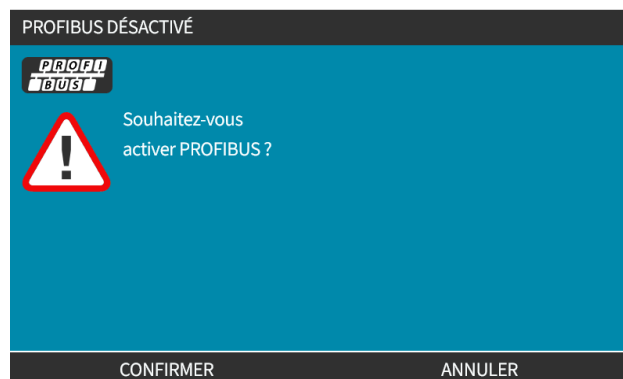 PROFIBUS DÉSACTIVÉ
PROFI
BUS
Souhaitez-vous
activer PROFIBUS ?
!
CONFIRMER ANNULER